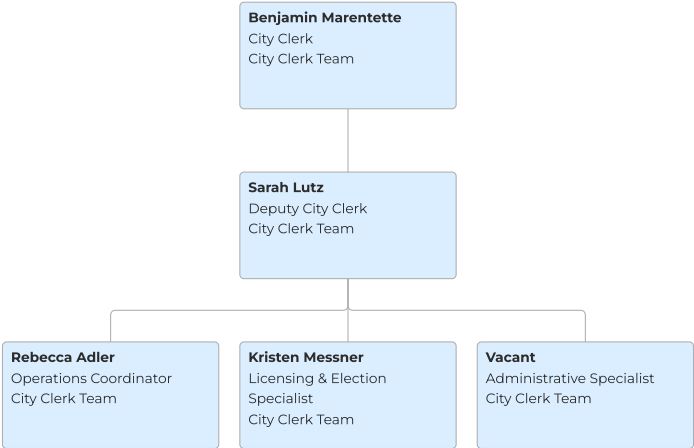 Benjamin Marentette
City Clerk
City Clerk Team
Sarah Lutz
Deputy City Clerk
City Clerk Team
Rebecca Adler
Operations Coordinator
City Clerk Team
Kristen Messner
Licensing & Election
Specialist
City Clerk Team
Vacant
Administrative Specialist
City Clerk Team